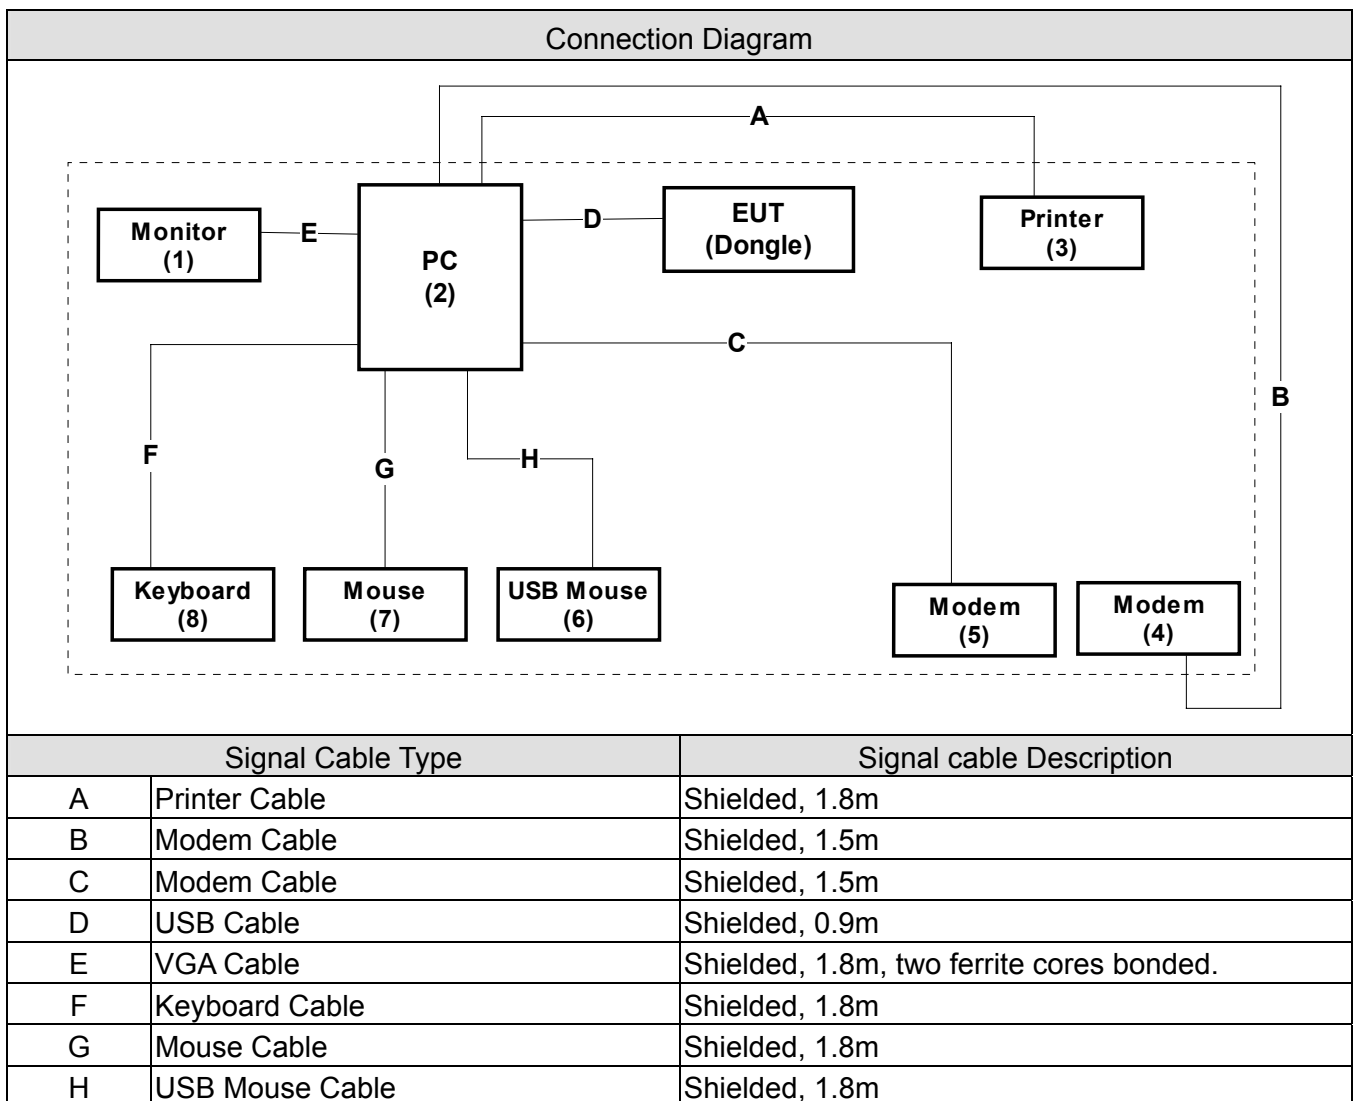 Connection Diagram
A
Monitor
(1)
E
PC
(2)
D
EUT
(Dongle)
Printer
(3)
C
B
F
G
H
Keyboard
(8)
Mouse
(7)
USB Mouse
(6)
Modem
(5)
Modem
(4)
Signal Cable Type Signal cable Description
A Printer Cable Shielded, 1.8m
B Modem Cable Shielded, 1.5m
C Modem Cable Shielded, 1.5m
D USB Cable Shielded, 0.9m
E VGA Cable Shielded, 1.8m, two ferrite cores bonded.
F Keyboard Cable Shielded, 1.8m
G Mouse Cable Shielded, 1.8m
H USB Mouse Cable Shielded, 1.8m